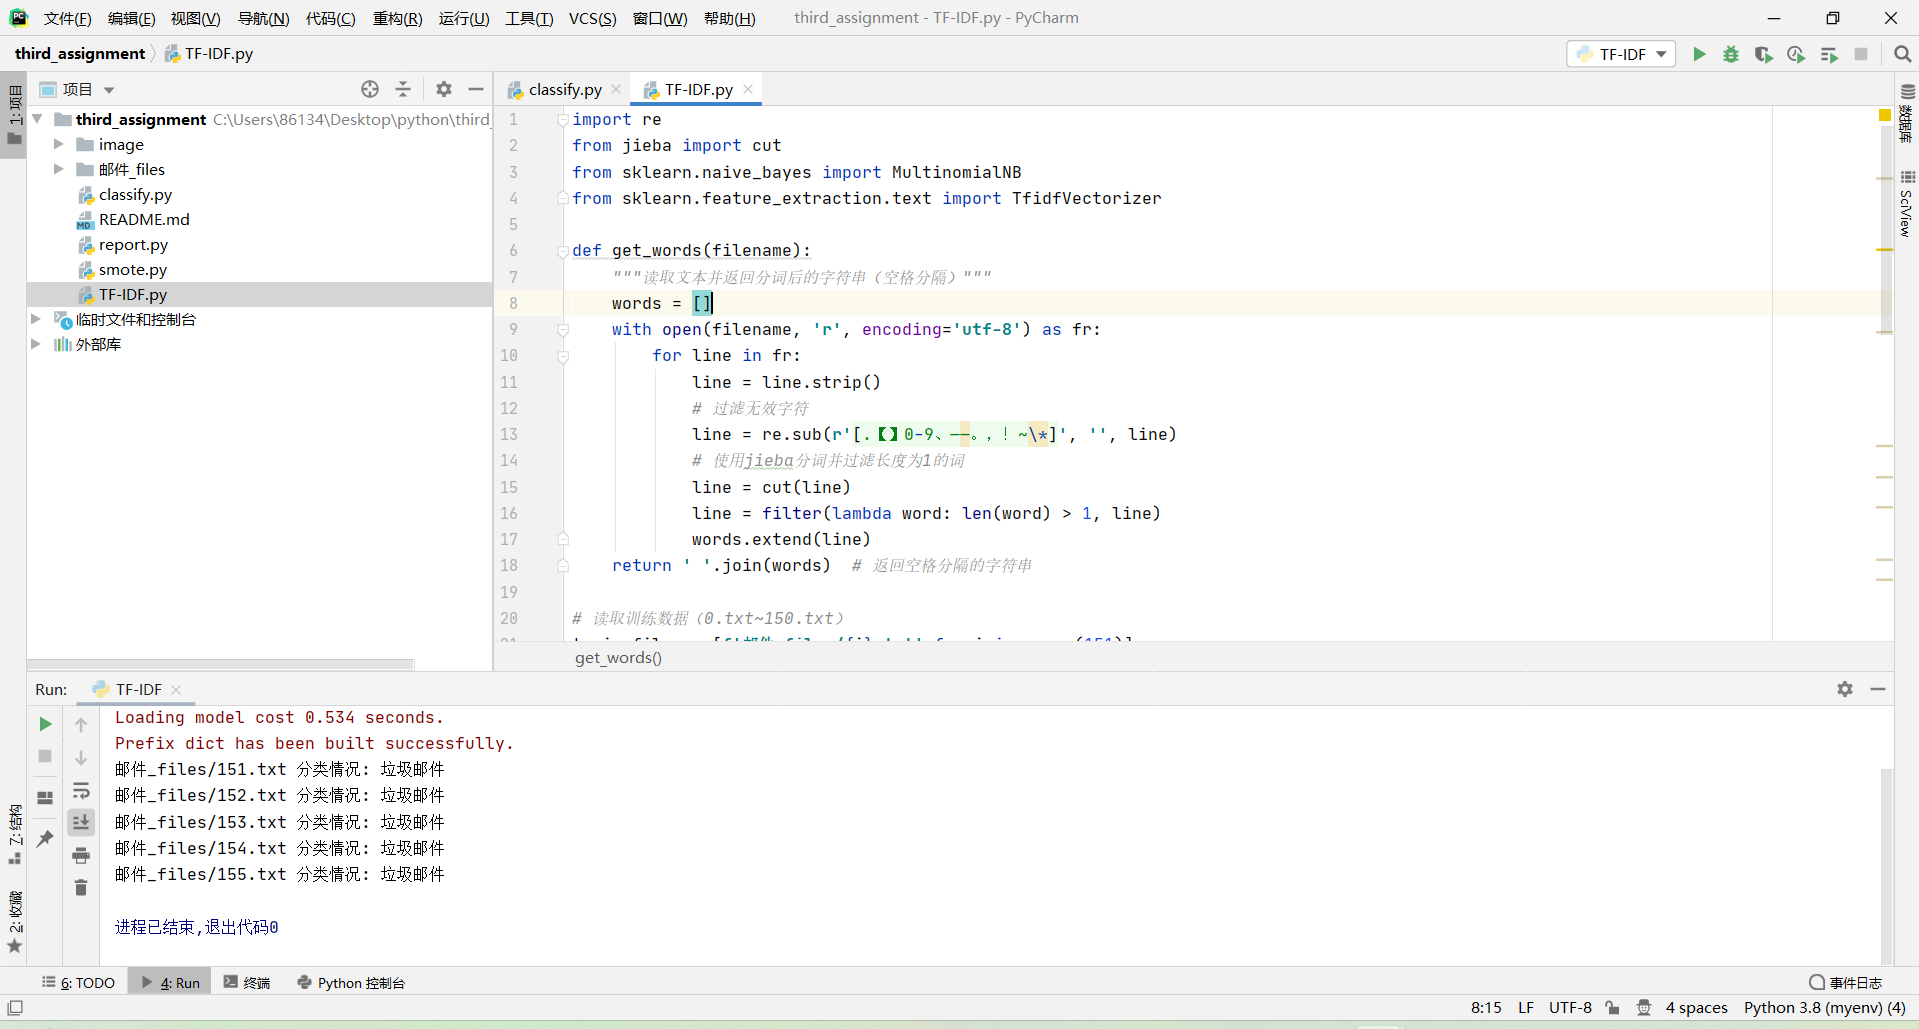 文件(F) 编辑(E) 视图(V) 导航(N) 代码(C) 重构(R) 运行(U) 工具(T) VCS(S) 窗口(W) 帮助(H) third_assignment - TF-IDF.py - PyCharm
third_assignment TF-IDF.py TF-IDF
1: 项目
项目
classify.py TF-IDF.py
third_assignment C:\Users\86134\Desktop\python\third_
image
邮件_files
classify.py
README.md
report.py
smote.py
TF-IDF.py
临时文件和控制台
外部库
1 import re
2 from jieba import cut
3 from sklearn.naive_bayes import MultinomialNB
4 from sklearn.feature_extraction.text import TfidfVectorizer
5
6 def get_words(filename):
7 """读取文本并返回分词后的字符串（空格分隔）"""
8 words = []
9 with open(filename, 'r', encoding='utf-8') as fr:
10 for line in fr:
11 line = line.strip()
12 # 过滤无效字符
13 line = re.sub(r'[.【】0-9、——。，！~\*]', '', line)
14 # 使用jieba分词并过滤长度为1的词
15 line = cut(line)
16 line = filter(lambda word: len(word) > 1, line)
17 words.extend(line)
18 return ' '.join(words) # 返回空格分隔的字符串
19
20 # 读取训练数据（0.txt~150.txt）
get_words()
数据库
SciView
Run: TF-IDF
Loading model cost 0.534 seconds.
Prefix dict has been built successfully.
邮件_files/151.txt 分类情况: 垃圾邮件
邮件_files/152.txt 分类情况: 垃圾邮件
邮件_files/153.txt 分类情况: 垃圾邮件
邮件_files/154.txt 分类情况: 垃圾邮件
邮件_files/155.txt 分类情况: 垃圾邮件
进程已结束,退出代码0
Z: 结构
2: 收藏
6: TODO 4: Run 终端 Python 控制台 事件日志
8:15 LF UTF-8 4 spaces Python 3.8 (myenv) (4)